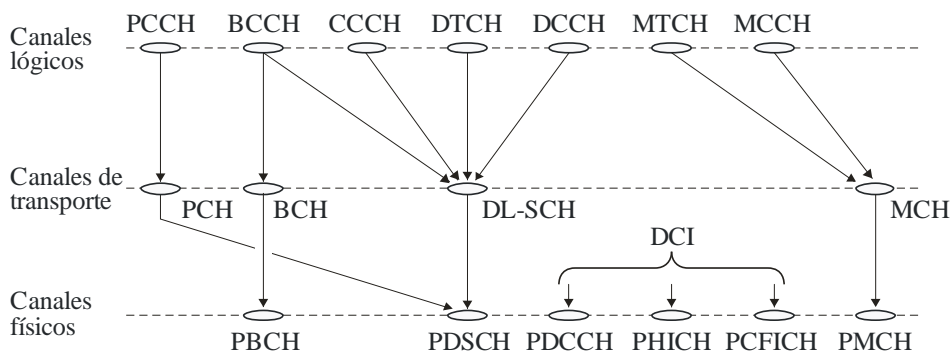 PCCH BCCH CCCH DTCH DCCH MTCH MCCH
Canales
lógicos
Canales de
transporte
PCH BCH DL-SCH MCH
DCI
Canales
físicos
PBCH PDSCH PDCCH PHICH PCFICH PMCH